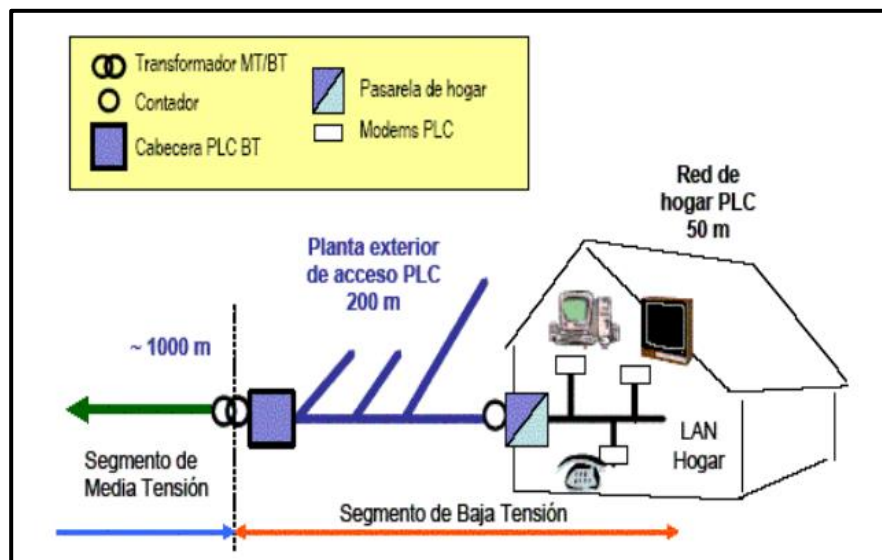 Transformador MT/BT
Contador
Cabecera PLC BT
Pasarela de hogar
Modems PLC
Red de
hogar PLC
50 m
Planta exterior
de acceso PLC
200 m
~ 1000 m
LAN
Hogar
Segmento de
Media Tensión
Segmento de Baja Tensión